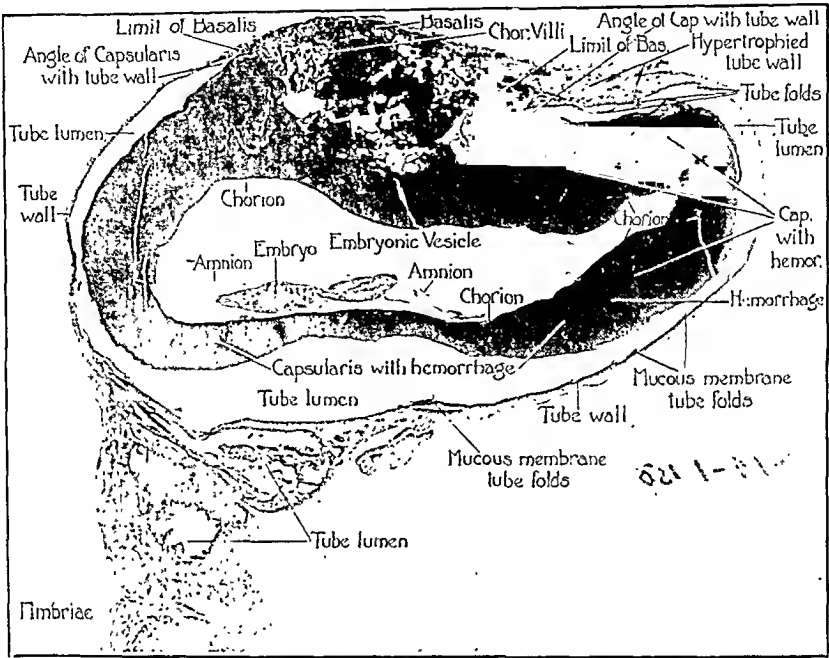 Limit of Basalis
Basalis
Chor. Villi
Angle of Cap with tube wall
Limit of Bas.
Hypertrophied
tube wall
Angle of Capsularis
with tube wall
Tube folds
Tube lumen
Tube
lumen
Tube
wall
Chorion
Chorion
Cap.
with
hemor.
Embryo
Embryonic Vesicle
Amnion
Amnion
Chorion
Hemorrhage
Capsularis with hemorrhage
Mucous membrane
tube folds
Tube lumen
Tube wall
Mucous membrane
tube folds
Tube lumen
Fimbriae